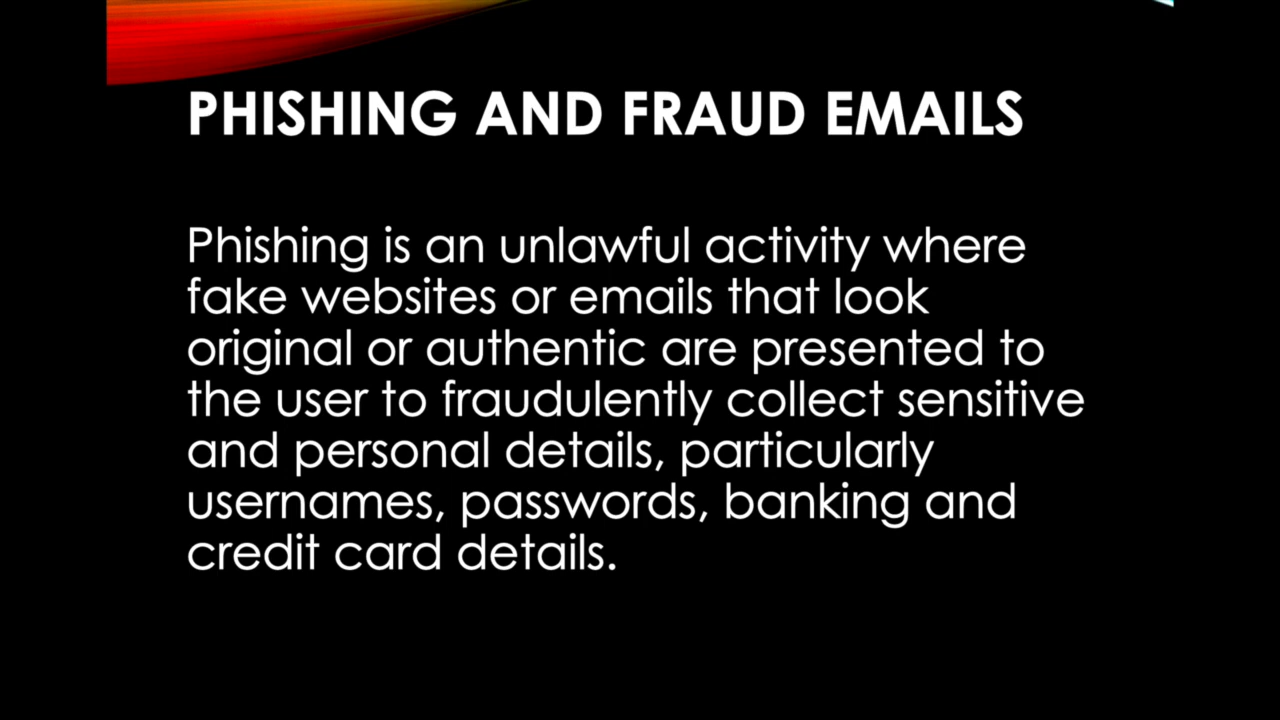 PHISHING AND FRAUD EMAILS
Phishing is an unlawful activity where
fake websites or emails that look
original or authentic are presented to
the user to fraudulently collect sensitive
and personal details, particularly
usernames, passwords, banking and
credit card details.